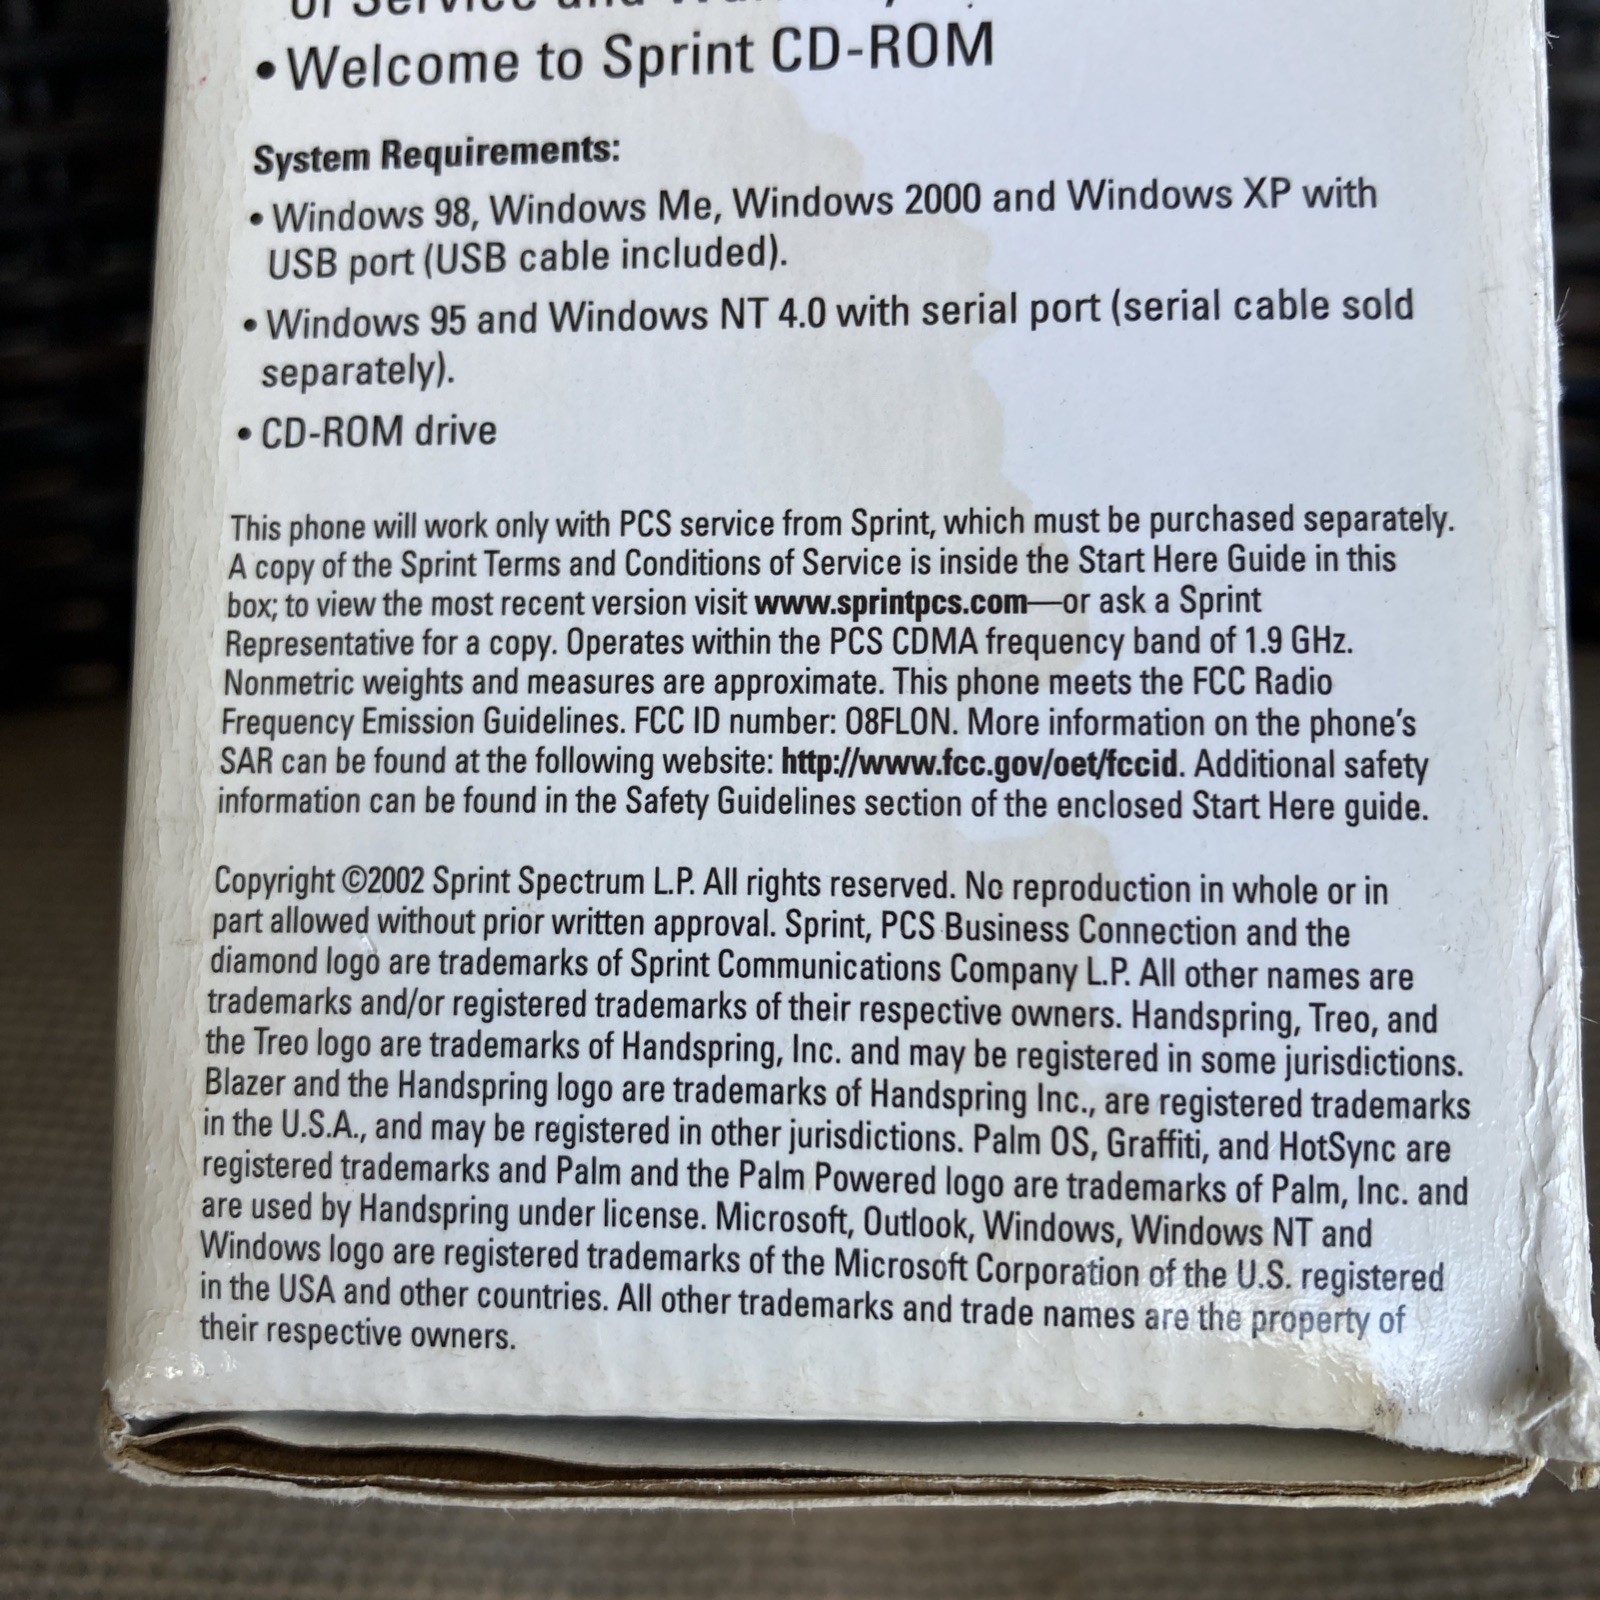 of Service and Warranty
• Welcome to Sprint CD-ROM
System Requirements:
• Windows 98, Windows Me, Windows 2000 and Windows XP with
USB port (USB cable included).
• Windows 95 and Windows NT 4.0 with serial port (serial cable sold
separately).
• CD-ROM drive
This phone will work only with PCS service from Sprint, which must be purchased separately.
A copy of the Sprint Terms and Conditions of Service is inside the Start Here Guide in this
box; to view the most recent version visit www.sprintpcs.com—or ask a Sprint
Representative for a copy. Operates within the PCS CDMA frequency band of 1.9 GHz.
Nonmetric weights and measures are approximate. This phone meets the FCC Radio
Frequency Emission Guidelines. FCC ID number: O8FLON. More information on the phone's
SAR can be found at the following website: http://www.fcc.gov/oet/fccid. Additional safety
information can be found in the Safety Guidelines section of the enclosed Start Here guide.
Copyright ©2002 Sprint Spectrum L.P. All rights reserved. No reproduction in whole or in
part allowed without prior written approval. Sprint, PCS Business Connection and the
diamond logo are trademarks of Sprint Communications Company L.P. All other names are
trademarks and/or registered trademarks of their respective owners. Handspring, Treo, and
the Treo logo are trademarks of Handspring, Inc. and may be registered in some jurisdictions.
Blazer and the Handspring logo are trademarks of Handspring Inc., are registered trademarks
in the U.S.A., and may be registered in other jurisdictions. Palm OS, Graffiti, and HotSync are
registered trademarks and Palm and the Palm Powered logo are trademarks of Palm, Inc. and
are used by Handspring under license. Microsoft, Outlook, Windows, Windows NT and
Windows logo are registered trademarks of the Microsoft Corporation of the U.S. registered
in the USA and other countries. All other trademarks and trade names are the property of
their respective owners.